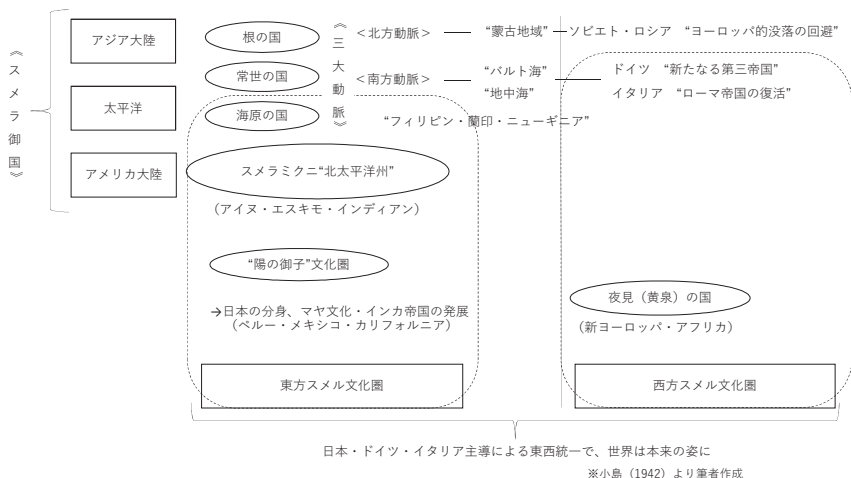 《スメラ御国》
アジア大陸
太平洋
アメリカ大陸
根の国
常世の国
海原の国
《三大動脈》
<北方動脈>
“蒙古地域”
ソビエト・ロシア “ヨーロッパ的没落の回避”
<南方動脈>
“バルト海”
“地中海”
ドイツ “新たなる第三帝国”
イタリア “ローマ帝国の復活”
“フィリピン・蘭印・ニューギニア”
スメラミクニ“北太平洋州”
(アイヌ・エスキモ・インディアン)
“陽の御子”文化圏
→日本の分身、マヤ文化・インカ帝国の発展
(ペルー・メキシコ・カリフォルニア)
夜見(黄泉)の国
(新ヨーロッパ・アフリカ)
東方スメル文化圏
西方スメル文化圏
日本・ドイツ・イタリア主導による東西統一で、世界は本来の姿に
※小島(1942)より筆者作成